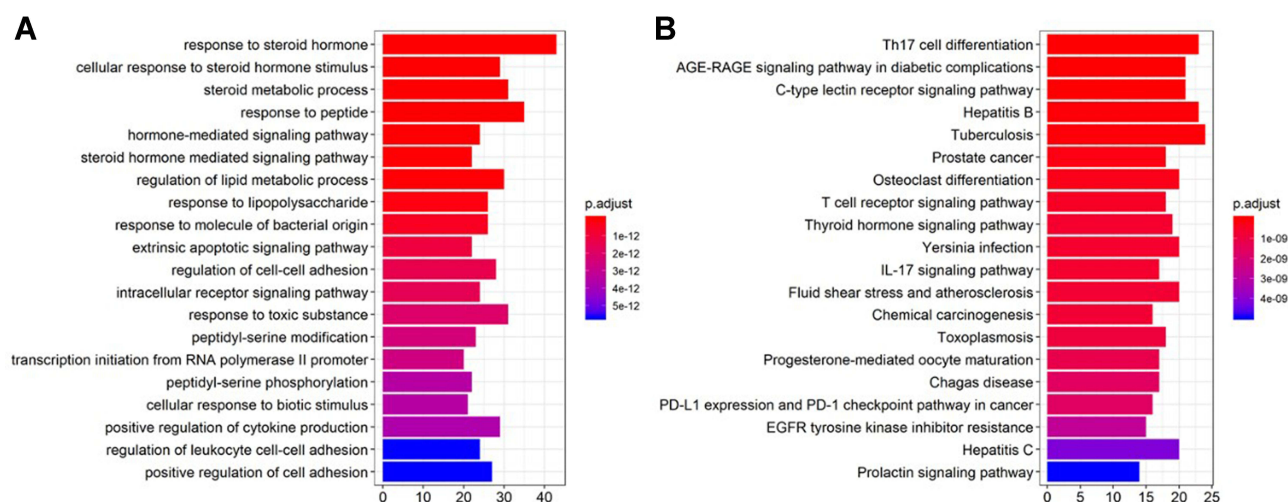 A
response to steroid hormone
cellular response to steroid hormone stimulus
steroid metabolic process
response to peptide
hormone-mediated signaling pathway
steroid hormone mediated signaling pathway
regulation of lipid metabolic process
response to lipopolysaccharide
response to molecule of bacterial origin
extrinsic apoptotic signaling pathway
regulation of cell-cell adhesion
intracellular receptor signaling pathway
response to toxic substance
peptidyl-serine modification
transcription initiation from RNA polymerase II promoter
peptidyl-serine phosphorylation
cellular response to biotic stimulus
positive regulation of cytokine production
regulation of leukocyte cell-cell adhesion
positive regulation of cell adhesion
0 10 20 30 40
p.adjust
1e-12
2e-12
3e-12
4e-12
5e-12
B
Th17 cell differentiation
AGE-RAGE signaling pathway in diabetic complications
C-type lectin receptor signaling pathway
Hepatitis B
Tuberculosis
Prostate cancer
Osteoclast differentiation
T cell receptor signaling pathway
Thyroid hormone signaling pathway
Yersinia infection
IL-17 signaling pathway
Fluid shear stress and atherosclerosis
Chemical carcinogenesis
Toxoplasmosis
Progesterone-mediated oocyte maturation
Chagas disease
PD-L1 expression and PD-1 checkpoint pathway in cancer
EGFR tyrosine kinase inhibitor resistance
Hepatitis C
Prolactin signaling pathway
0 5 10 15 20 25
p.adjust
1e-09
2e-09
3e-09
4e-09